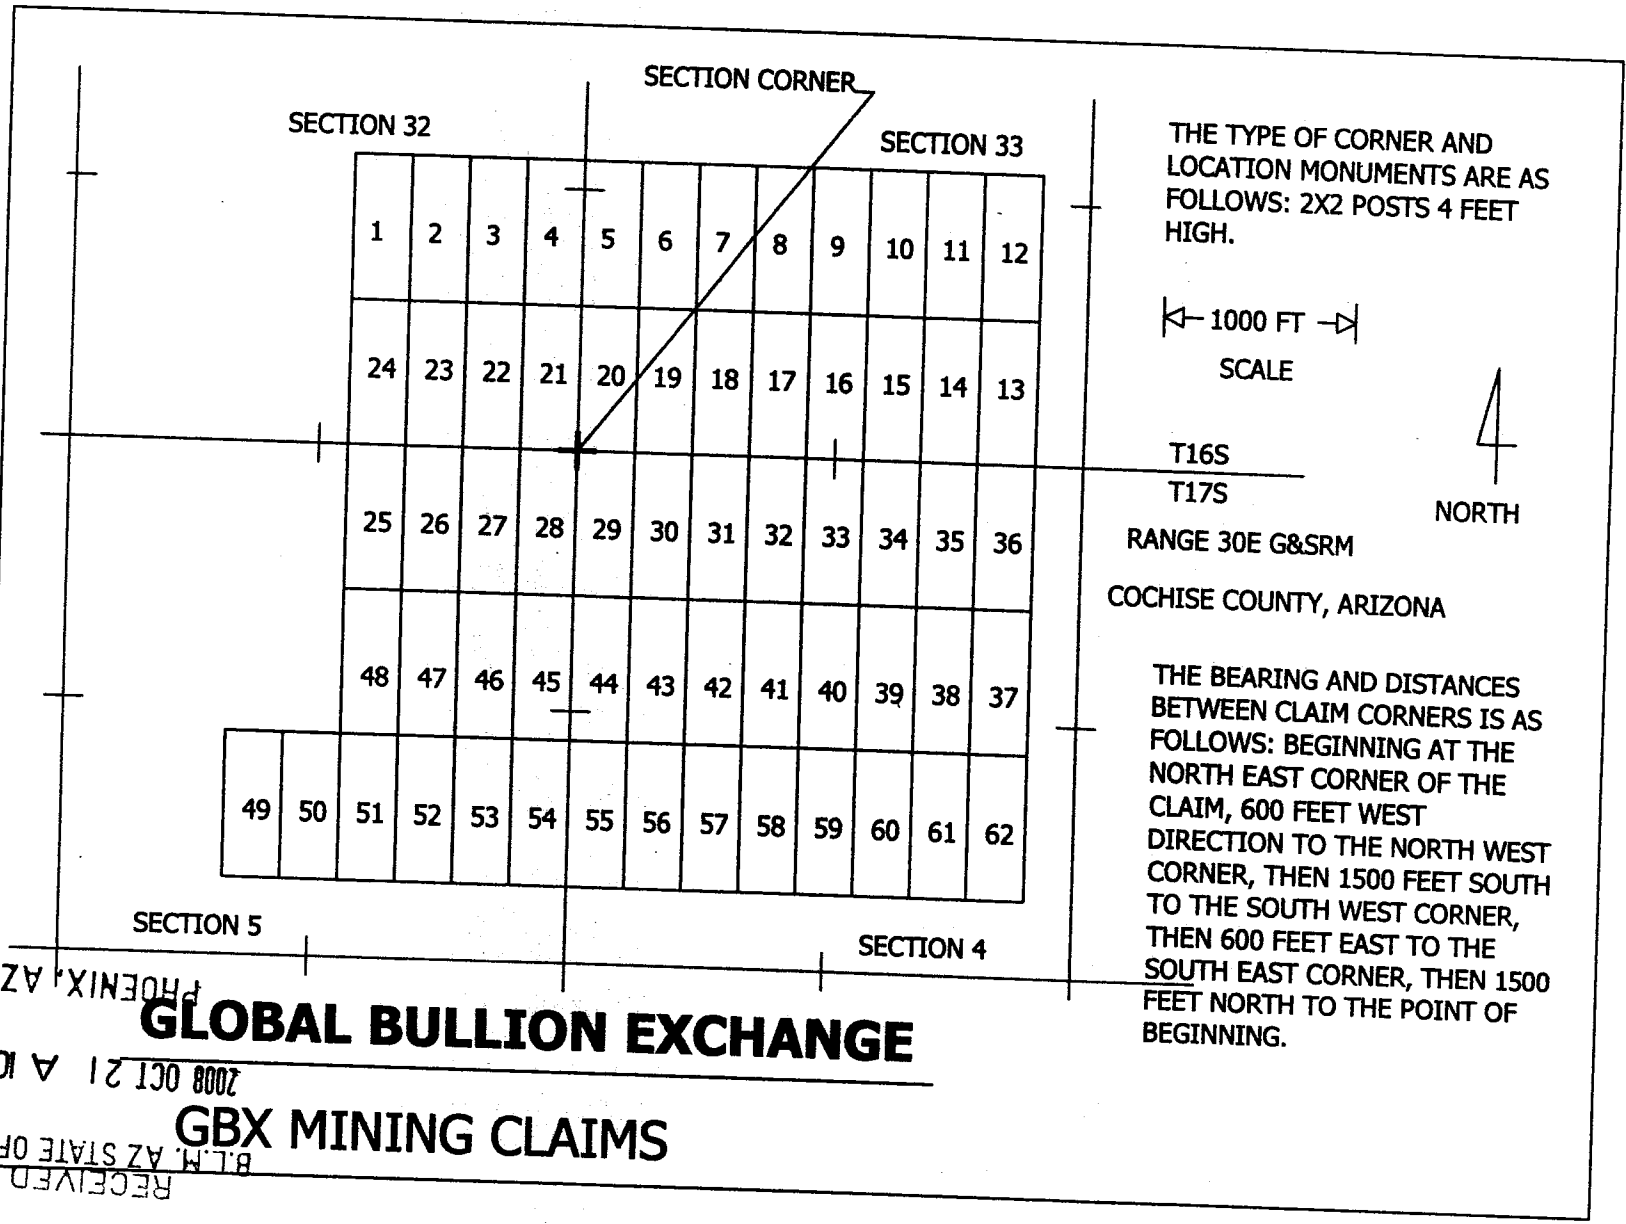 SECTION CORNER
SECTION 32
SECTION 33
1 2 3 4 5 6 7 8 9 10 11 12
24 23 22 21 20 19 18 17 16 15 14 13
25 26 27 28 29 30 31 32 33 34 35 36
48 47 46 45 44 43 42 41 40 39 38 37
49 50 51 52 53 54 55 56 57 58 59 60 61 62
SECTION 5
SECTION 4
THE TYPE OF CORNER AND
LOCATION MONUMENTS ARE AS
FOLLOWS: 2X2 POSTS 4 FEET
HIGH.
1000 FT
SCALE
T16S
T17S
NORTH
RANGE 30E G&SRM
COCHISE COUNTY, ARIZONA
THE BEARING AND DISTANCES
BETWEEN CLAIM CORNERS IS AS
FOLLOWS: BEGINNING AT THE
NORTH EAST CORNER OF THE
CLAIM, 600 FEET WEST
DIRECTION TO THE NORTH WEST
CORNER, THEN 1500 FEET SOUTH
TO THE SOUTH WEST CORNER,
THEN 600 FEET EAST TO THE
SOUTH EAST CORNER, THEN 1500
FEET NORTH TO THE POINT OF
BEGINNING.
GLOBAL BULLION EXCHANGE
GBX MINING CLAIMS
RECEIVED
B.L.M. AZ STATE OF
2008 OCT 21 A
PHOENIX, AZ